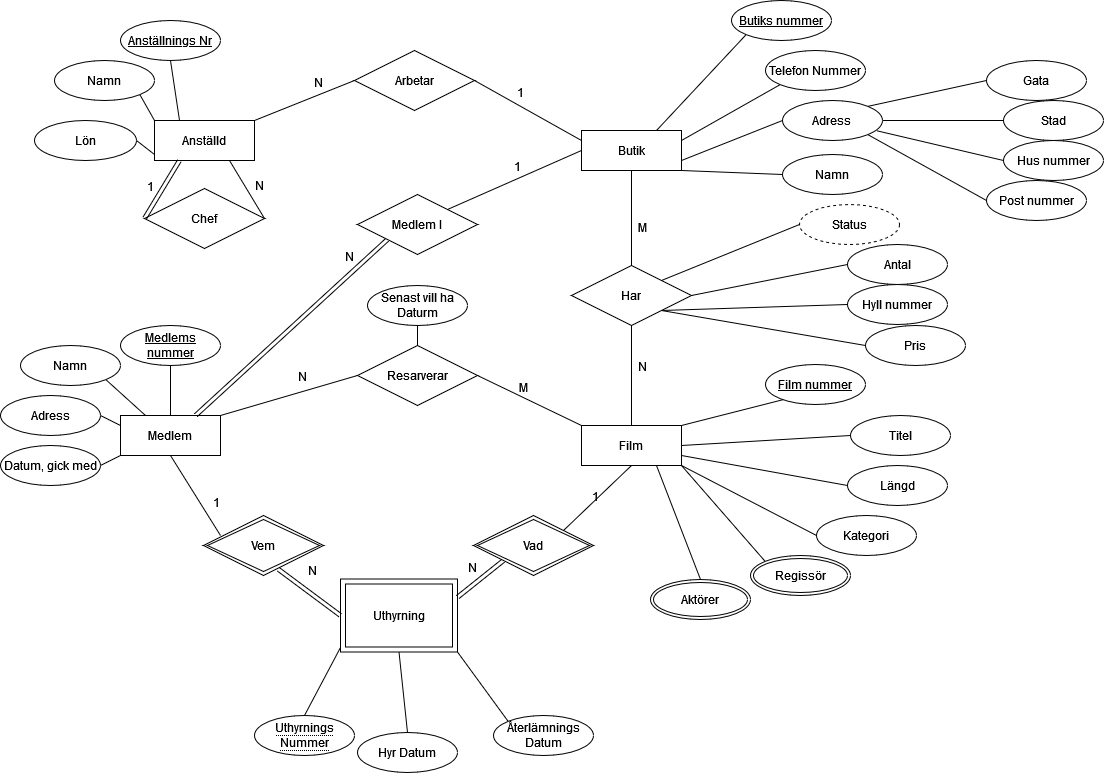 Butiks nummer
Anställnings Nr
Namn
Lön
Anställd
1
N
Chef
N
Arbetar
1
Telefon Nummer
Adress
Gata
Stad
Hus nummer
Post nummer
Butik
Namn
1
Medlem I
N
M
Status
Antal
Har
Hyll nummer
Pris
N
Senast vill ha
Daturm
Resarverar
N
M
Medlems
nummer
Namn
Adress
Datum, gick med
Medlem
Film nummer
Film
Titel
Längd
Kategori
Regissör
Aktörer
1
Vem
N
1
Vad
N
Uthyrning
Uthyrnings
Nummer
Hyr Datum
Återlämnings
Datum